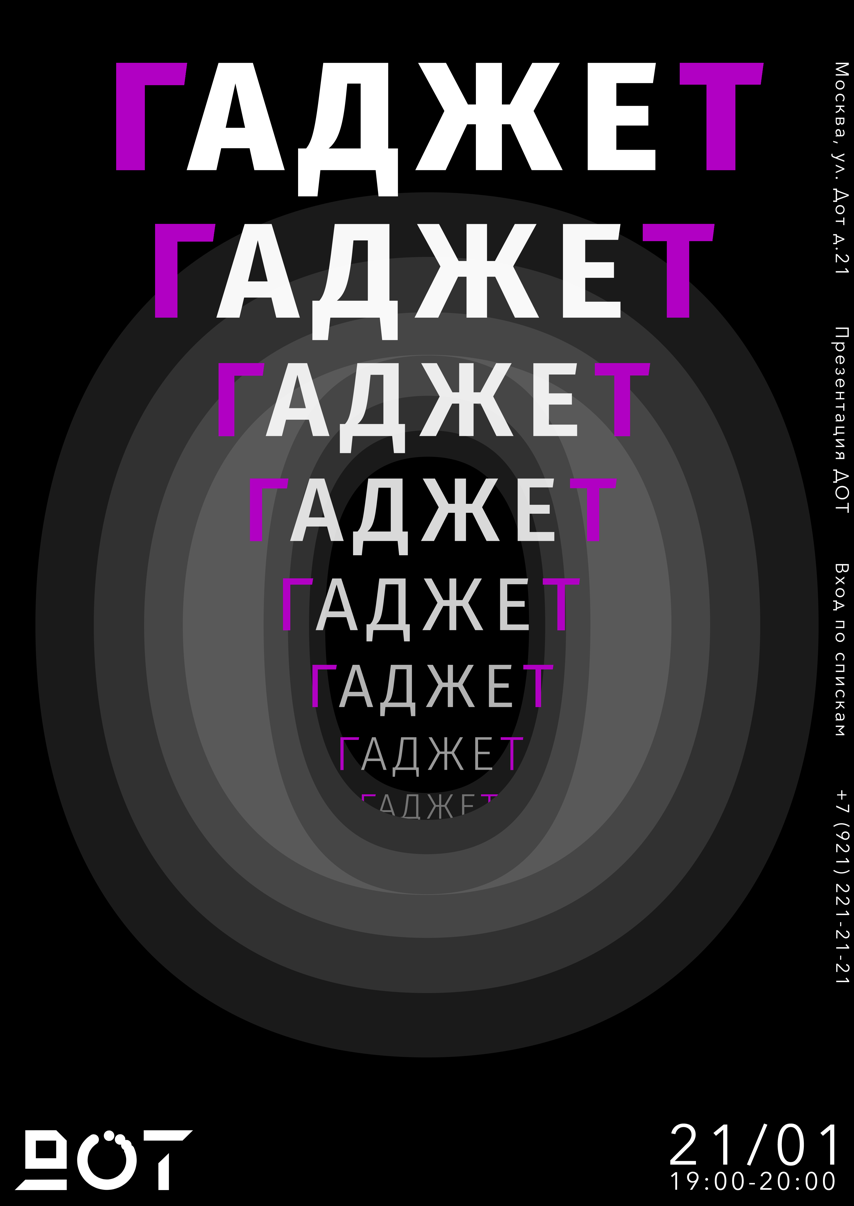 ГАДЖЕТ
ГАДЖЕТ
ГАДЖЕТ
ГАДЖЕТ
ГАДЖЕТ
ГАДЖЕТ
ГАДЖЕТ
ГАДЖЕТ
Москва, ул. Дот д.21
Презентация ДОТ
Вход по спискам
+7 (921) 221-21-21
ДОТ
21/01
19:00-20:00